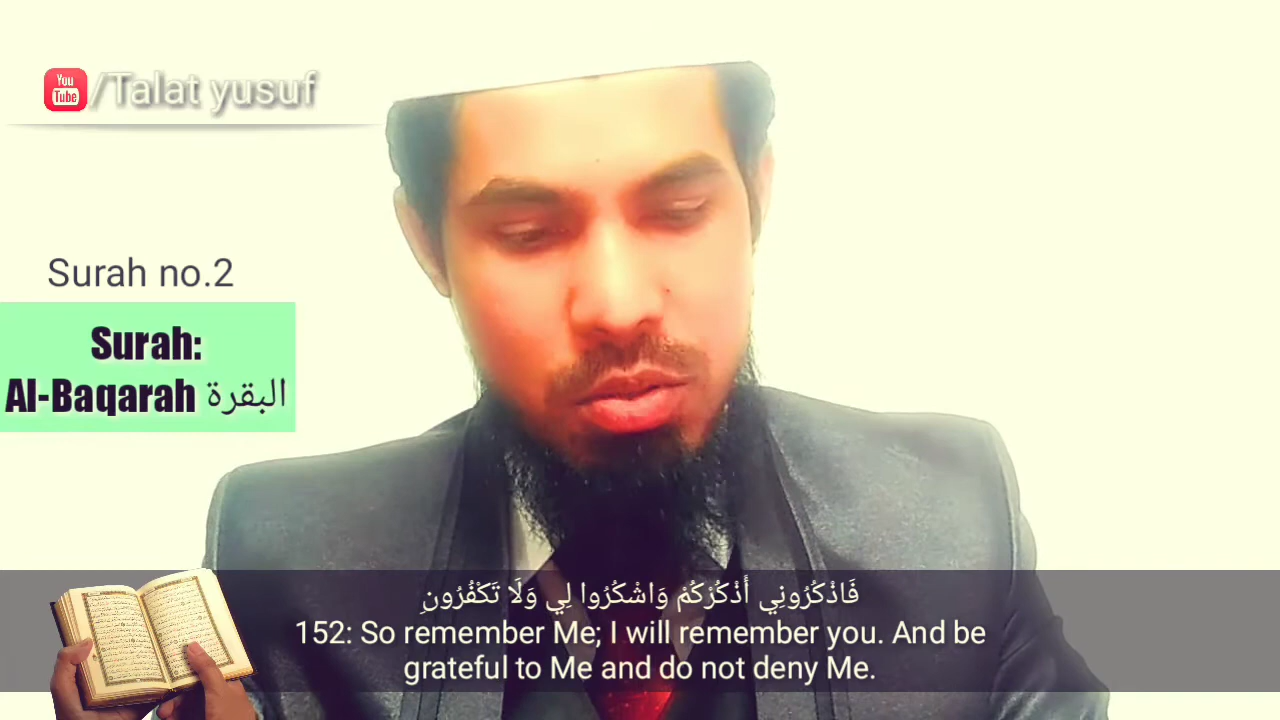 You
Tube
/Talat yusuf
Surah no.2
Surah:
Al-Baqarah البقرة
فَاذْكُرُونِي أَذْكُرْكُمْ وَاشْكُرُوا لِي وَلَا تَكْفُرُونِ
152: So remember Me; I will remember you. And be
grateful to Me and do not deny Me.